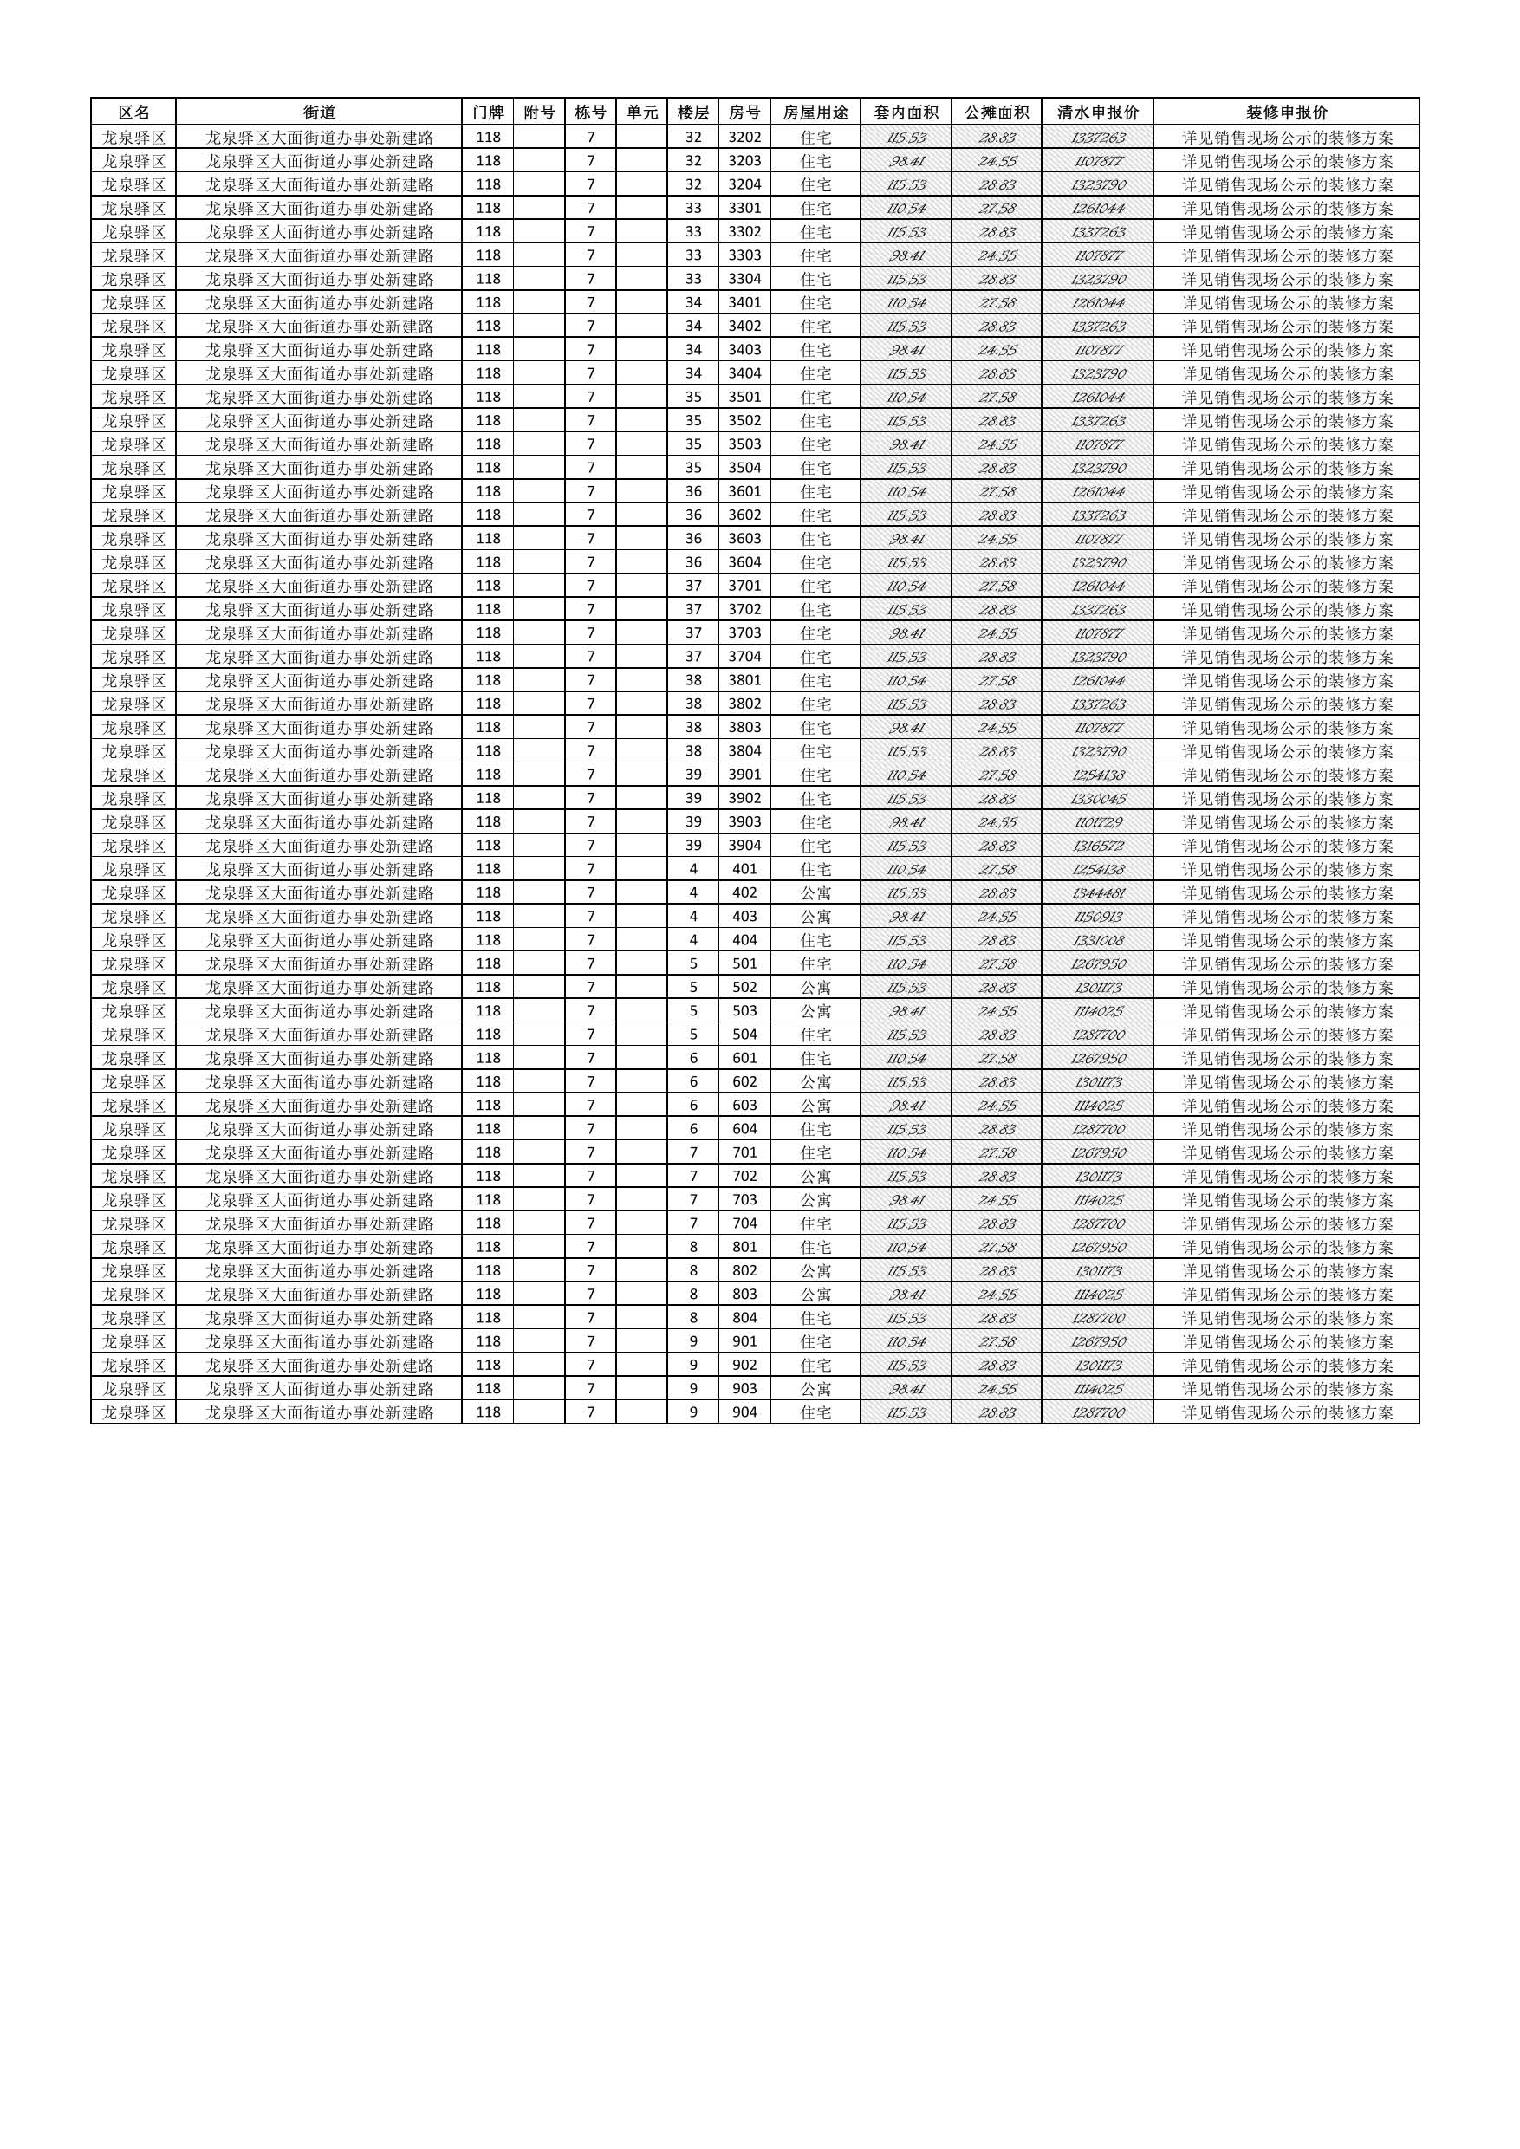 区名 街道 门牌 附号 栋号 单元 楼层 房号 房屋用途 套内面积 公摊面积 清水申报价 装修申报价
龙泉驿区 龙泉驿区大面街道办事处新建路 118 7 32 3202 住宅 115.53 28.83 1337263 详见销售现场公示的装修方案
龙泉驿区 龙泉驿区大面街道办事处新建路 118 7 32 3203 住宅 98.41 24.55 1107877 详见销售现场公示的装修方案
龙泉驿区 龙泉驿区大面街道办事处新建路 118 7 32 3204 住宅 115.53 28.83 1323790 详见销售现场公示的装修方案
龙泉驿区 龙泉驿区大面街道办事处新建路 118 7 33 3301 住宅 110.54 27.58 1261044 详见销售现场公示的装修方案
龙泉驿区 龙泉驿区大面街道办事处新建路 118 7 33 3302 住宅 115.53 28.83 1337263 详见销售现场公示的装修方案
龙泉驿区 龙泉驿区大面街道办事处新建路 118 7 33 3303 住宅 98.41 24.55 1107877 详见销售现场公示的装修方案
龙泉驿区 龙泉驿区大面街道办事处新建路 118 7 33 3304 住宅 115.53 28.83 1323790 详见销售现场公示的装修方案
龙泉驿区 龙泉驿区大面街道办事处新建路 118 7 34 3401 住宅 110.54 27.58 1261044 详见销售现场公示的装修方案
龙泉驿区 龙泉驿区大面街道办事处新建路 118 7 34 3402 住宅 115.53 28.83 1337263 详见销售现场公示的装修方案
龙泉驿区 龙泉驿区大面街道办事处新建路 118 7 34 3403 住宅 98.41 24.55 1107877 详见销售现场公示的装修方案
龙泉驿区 龙泉驿区大面街道办事处新建路 118 7 34 3404 住宅 115.53 28.83 1323790 详见销售现场公示的装修方案
龙泉驿区 龙泉驿区大面街道办事处新建路 118 7 35 3501 住宅 110.54 27.58 1261044 详见销售现场公示的装修方案
龙泉驿区 龙泉驿区大面街道办事处新建路 118 7 35 3502 住宅 115.53 28.83 1337263 详见销售现场公示的装修方案
龙泉驿区 龙泉驿区大面街道办事处新建路 118 7 35 3503 住宅 98.41 24.55 1107877 详见销售现场公示的装修方案
龙泉驿区 龙泉驿区大面街道办事处新建路 118 7 35 3504 住宅 115.53 28.83 1323790 详见销售现场公示的装修方案
龙泉驿区 龙泉驿区大面街道办事处新建路 118 7 36 3601 住宅 110.54 27.58 1261044 详见销售现场公示的装修方案
龙泉驿区 龙泉驿区大面街道办事处新建路 118 7 36 3602 住宅 115.53 28.83 1337263 详见销售现场公示的装修方案
龙泉驿区 龙泉驿区大面街道办事处新建路 118 7 36 3603 住宅 98.41 24.55 1107877 详见销售现场公示的装修方案
龙泉驿区 龙泉驿区大面街道办事处新建路 118 7 36 3604 住宅 115.53 28.83 1323790 详见销售现场公示的装修方案
龙泉驿区 龙泉驿区大面街道办事处新建路 118 7 37 3701 住宅 110.54 27.58 1261044 详见销售现场公示的装修方案
龙泉驿区 龙泉驿区大面街道办事处新建路 118 7 37 3702 住宅 115.53 28.83 1337263 详见销售现场公示的装修方案
龙泉驿区 龙泉驿区大面街道办事处新建路 118 7 37 3703 住宅 98.41 24.55 1107877 详见销售现场公示的装修方案
龙泉驿区 龙泉驿区大面街道办事处新建路 118 7 37 3704 住宅 115.53 28.83 1323790 详见销售现场公示的装修方案
龙泉驿区 龙泉驿区大面街道办事处新建路 118 7 38 3801 住宅 110.54 27.58 1261044 详见销售现场公示的装修方案
龙泉驿区 龙泉驿区大面街道办事处新建路 118 7 38 3802 住宅 115.53 28.83 1337263 详见销售现场公示的装修方案
龙泉驿区 龙泉驿区大面街道办事处新建路 118 7 38 3803 住宅 98.41 24.55 1107877 详见销售现场公示的装修方案
龙泉驿区 龙泉驿区大面街道办事处新建路 118 7 38 3804 住宅 115.53 28.83 1323790 详见销售现场公示的装修方案
龙泉驿区 龙泉驿区大面街道办事处新建路 118 7 39 3901 住宅 110.54 27.58 1254138 详见销售现场公示的装修方案
龙泉驿区 龙泉驿区大面街道办事处新建路 118 7 39 3902 住宅 115.53 28.83 1330045 详见销售现场公示的装修方案
龙泉驿区 龙泉驿区大面街道办事处新建路 118 7 39 3903 住宅 98.41 24.55 1101729 详见销售现场公示的装修方案
龙泉驿区 龙泉驿区大面街道办事处新建路 118 7 39 3904 住宅 115.53 28.83 1316572 详见销售现场公示的装修方案
龙泉驿区 龙泉驿区大面街道办事处新建路 118 7 4 401 住宅 110.54 27.58 1254138 详见销售现场公示的装修方案
龙泉驿区 龙泉驿区大面街道办事处新建路 118 7 4 402 公寓 115.53 28.83 1344481 详见销售现场公示的装修方案
龙泉驿区 龙泉驿区大面街道办事处新建路 118 7 4 403 公寓 98.41 24.55 1150913 详见销售现场公示的装修方案
龙泉驿区 龙泉驿区大面街道办事处新建路 118 7 4 404 住宅 115.53 28.83 1331008 详见销售现场公示的装修方案
龙泉驿区 龙泉驿区大面街道办事处新建路 118 7 5 501 住宅 110.54 27.58 1267950 详见销售现场公示的装修方案
龙泉驿区 龙泉驿区大面街道办事处新建路 118 7 5 502 公寓 115.53 28.83 1301173 详见销售现场公示的装修方案
龙泉驿区 龙泉驿区大面街道办事处新建路 118 7 5 503 公寓 98.41 24.55 1114025 详见销售现场公示的装修方案
龙泉驿区 龙泉驿区大面街道办事处新建路 118 7 5 504 住宅 115.53 28.83 1287700 详见销售现场公示的装修方案
龙泉驿区 龙泉驿区大面街道办事处新建路 118 7 6 601 住宅 110.54 27.58 1267950 详见销售现场公示的装修方案
龙泉驿区 龙泉驿区大面街道办事处新建路 118 7 6 602 公寓 115.53 28.83 1301173 详见销售现场公示的装修方案
龙泉驿区 龙泉驿区大面街道办事处新建路 118 7 6 603 公寓 98.41 24.55 1114025 详见销售现场公示的装修方案
龙泉驿区 龙泉驿区大面街道办事处新建路 118 7 6 604 住宅 115.53 28.83 1287700 详见销售现场公示的装修方案
龙泉驿区 龙泉驿区大面街道办事处新建路 118 7 7 701 住宅 110.54 27.58 1267950 详见销售现场公示的装修方案
龙泉驿区 龙泉驿区大面街道办事处新建路 118 7 7 702 公寓 115.53 28.83 1301173 详见销售现场公示的装修方案
龙泉驿区 龙泉驿区大面街道办事处新建路 118 7 7 703 公寓 98.41 24.55 1114025 详见销售现场公示的装修方案
龙泉驿区 龙泉驿区大面街道办事处新建路 118 7 7 704 住宅 115.53 28.83 1287700 详见销售现场公示的装修方案
龙泉驿区 龙泉驿区大面街道办事处新建路 118 7 8 801 住宅 110.54 27.58 1267950 详见销售现场公示的装修方案
龙泉驿区 龙泉驿区大面街道办事处新建路 118 7 8 802 公寓 115.53 28.83 1301173 详见销售现场公示的装修方案
龙泉驿区 龙泉驿区大面街道办事处新建路 118 7 8 803 公寓 98.41 24.55 1114025 详见销售现场公示的装修方案
龙泉驿区 龙泉驿区大面街道办事处新建路 118 7 8 804 住宅 115.53 28.83 1287700 详见销售现场公示的装修方案
龙泉驿区 龙泉驿区大面街道办事处新建路 118 7 9 901 住宅 110.54 27.58 1267950 详见销售现场公示的装修方案
龙泉驿区 龙泉驿区大面街道办事处新建路 118 7 9 902 住宅 115.53 28.83 1301173 详见销售现场公示的装修方案
龙泉驿区 龙泉驿区大面街道办事处新建路 118 7 9 903 公寓 98.41 24.55 1114025 详见销售现场公示的装修方案
龙泉驿区 龙泉驿区大面街道办事处新建路 118 7 9 904 住宅 115.53 28.83 1287700 详见销售现场公示的装修方案